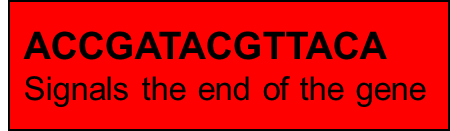 ACCGATACGTTACA
Signals the end of the gene